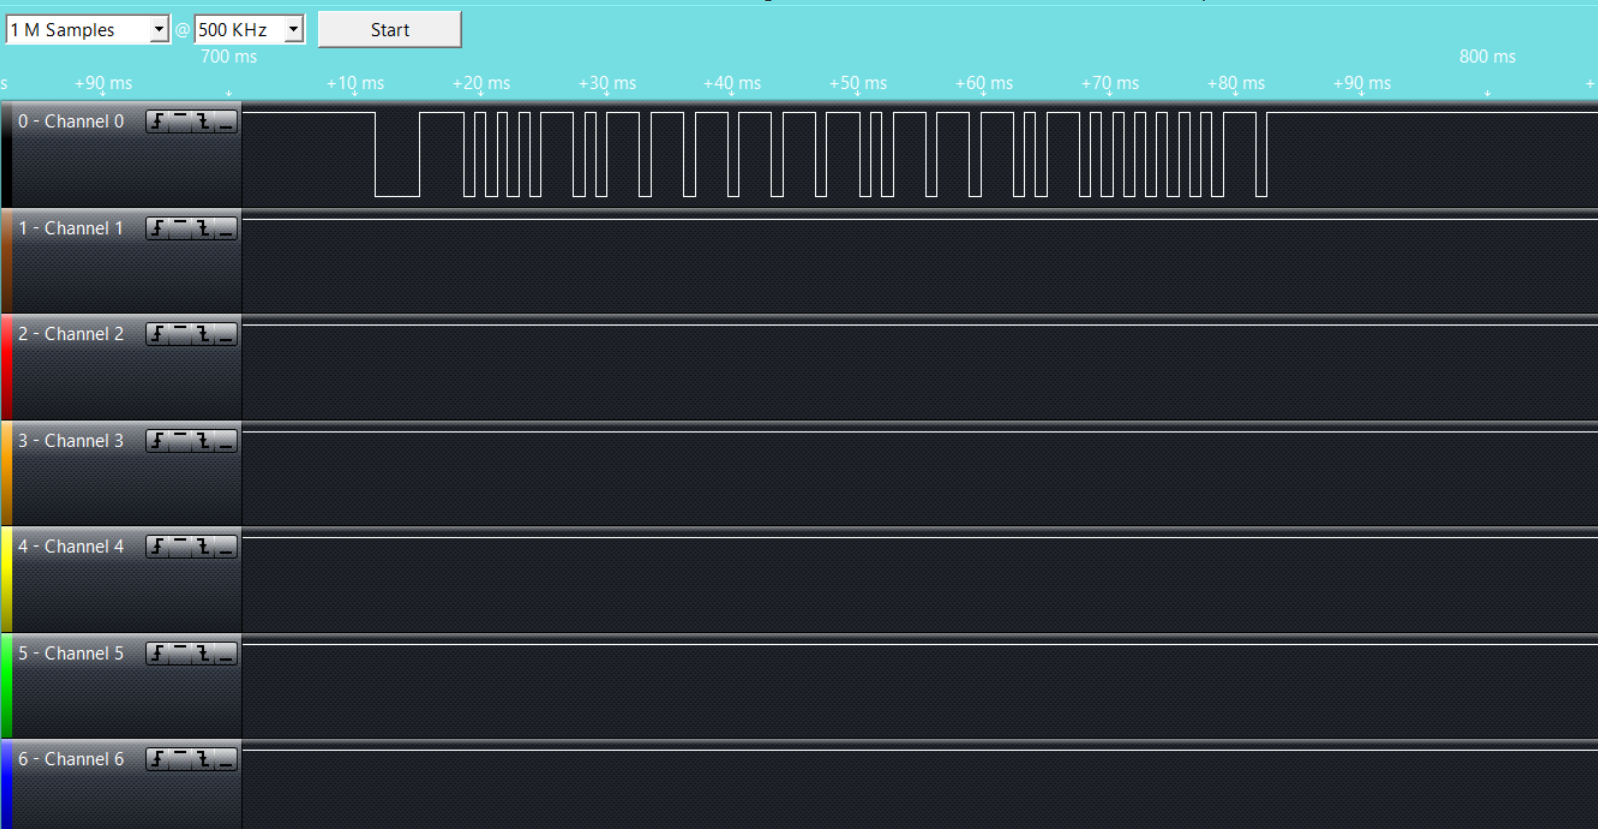 1 M Samples @ 500 KHz Start
700 ms 800 ms
s +90 ms +10 ms +20 ms +30 ms +40 ms +50 ms +60 ms +70 ms +80 ms +90 ms +
0 - Channel 0
1 - Channel 1
2 - Channel 2
3 - Channel 3
4 - Channel 4
5 - Channel 5
6 - Channel 6